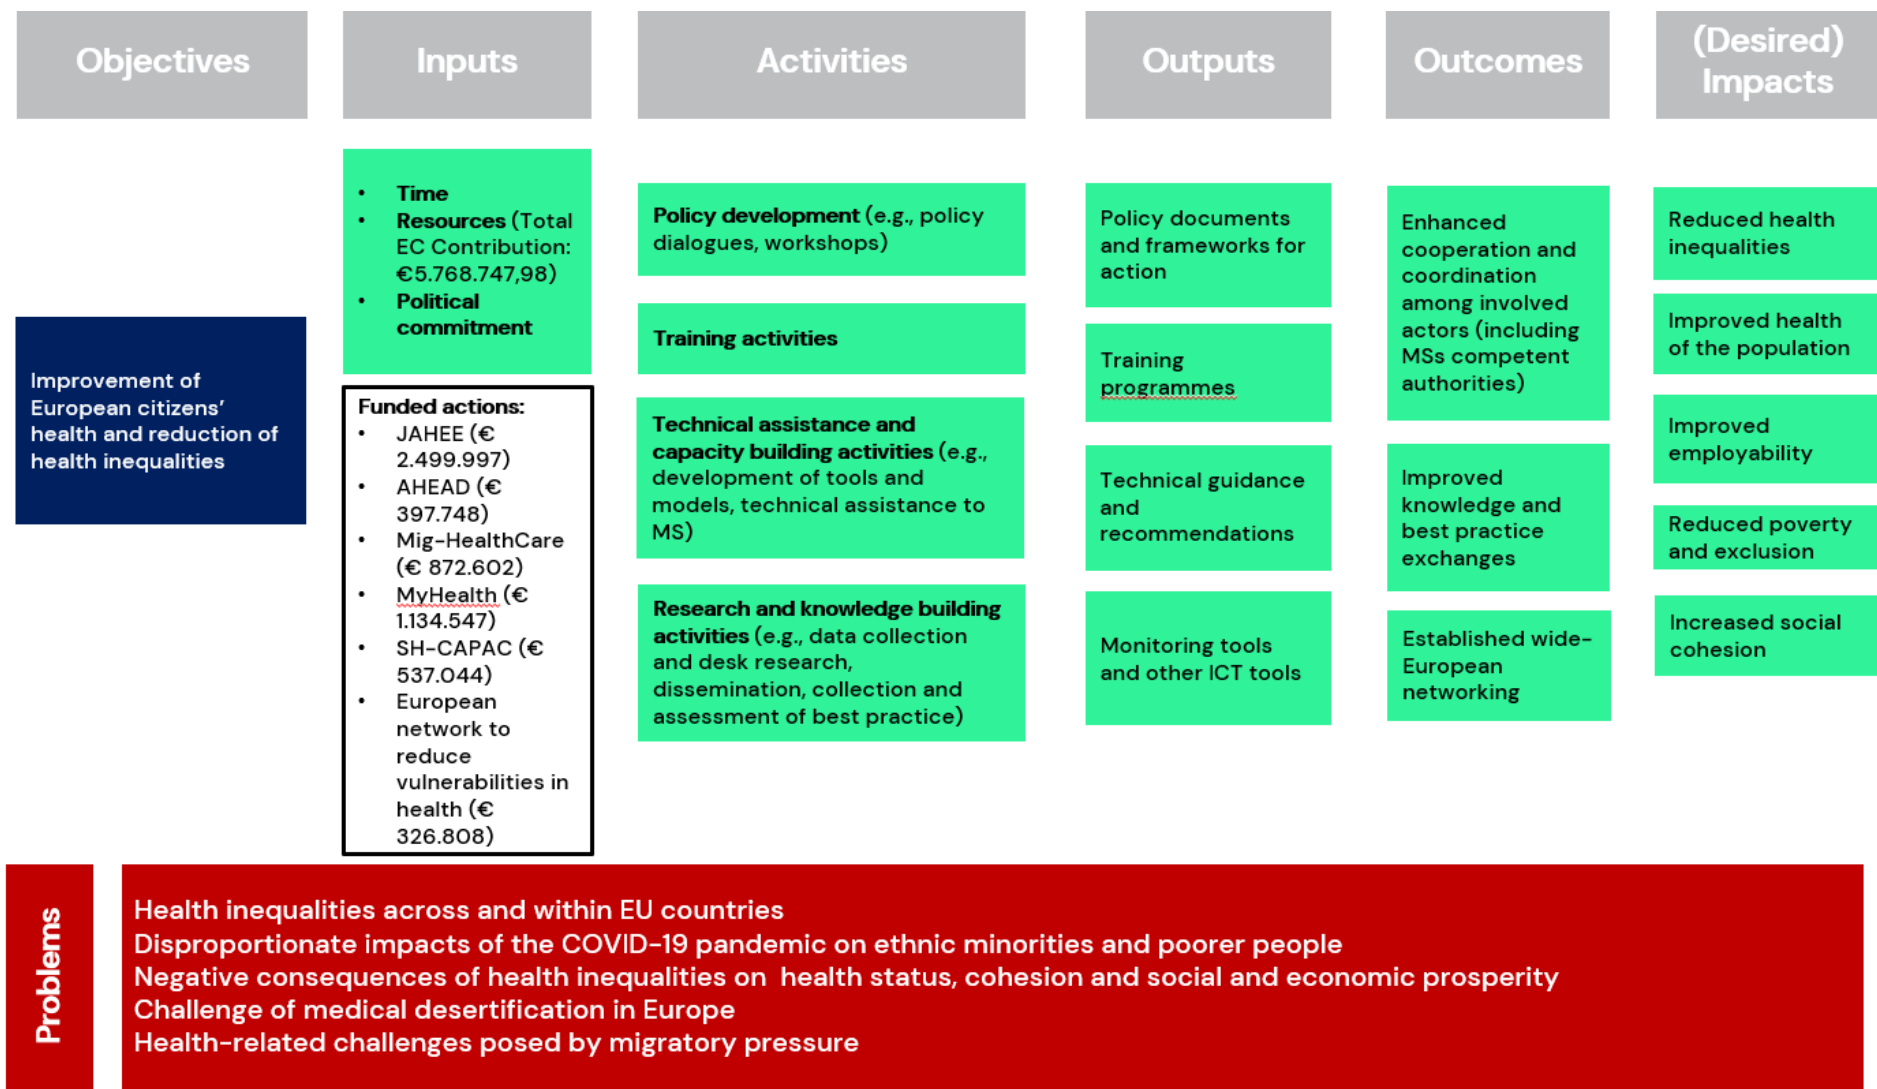 Objectives
Inputs
Activities
Outputs
Outcomes
(Desired)
Impacts
Improvement of
European citizens'
health and reduction of
health inequalities
• Time
• Resources (Total
EC Contribution:
€5.768.747,98)
• Political
commitment
Funded actions:
• JAHEE (€
2.499.997)
• AHEAD (€
397.748)
• Mig-HealthCare
(€ 872.602)
• MyHealth (€
1.134.547)
• SH-CAPAC (€
537.044)
• European
network to
reduce
vulnerabilities in
health (€
326.808)
Policy development (e.g., policy
dialogues, workshops)
Training activities
Technical assistance and
capacity building activities (e.g.,
development of tools and
models, technical assistance to
MS)
Research and knowledge building
activities (e.g., data collection
and desk research,
dissemination, collection and
assessment of best practice)
Policy documents
and frameworks for
action
Training
programmes
Technical guidance
and
recommendations
Monitoring tools
and other ICT tools
Enhanced
cooperation and
coordination
among involved
actors (including
MSs competent
authorities)
Improved
knowledge and
best practice
exchanges
Established wide-
European
networking
Reduced health
inequalities
Improved health
of the population
Improved
employability
Reduced poverty
and exclusion
Increased social
cohesion
Problems
Health inequalities across and within EU countries
Disproportionate impacts of the COVID-19 pandemic on ethnic minorities and poorer people
Negative consequences of health inequalities on health status, cohesion and social and economic prosperity
Challenge of medical desertification in Europe
Health-related challenges posed by migratory pressure